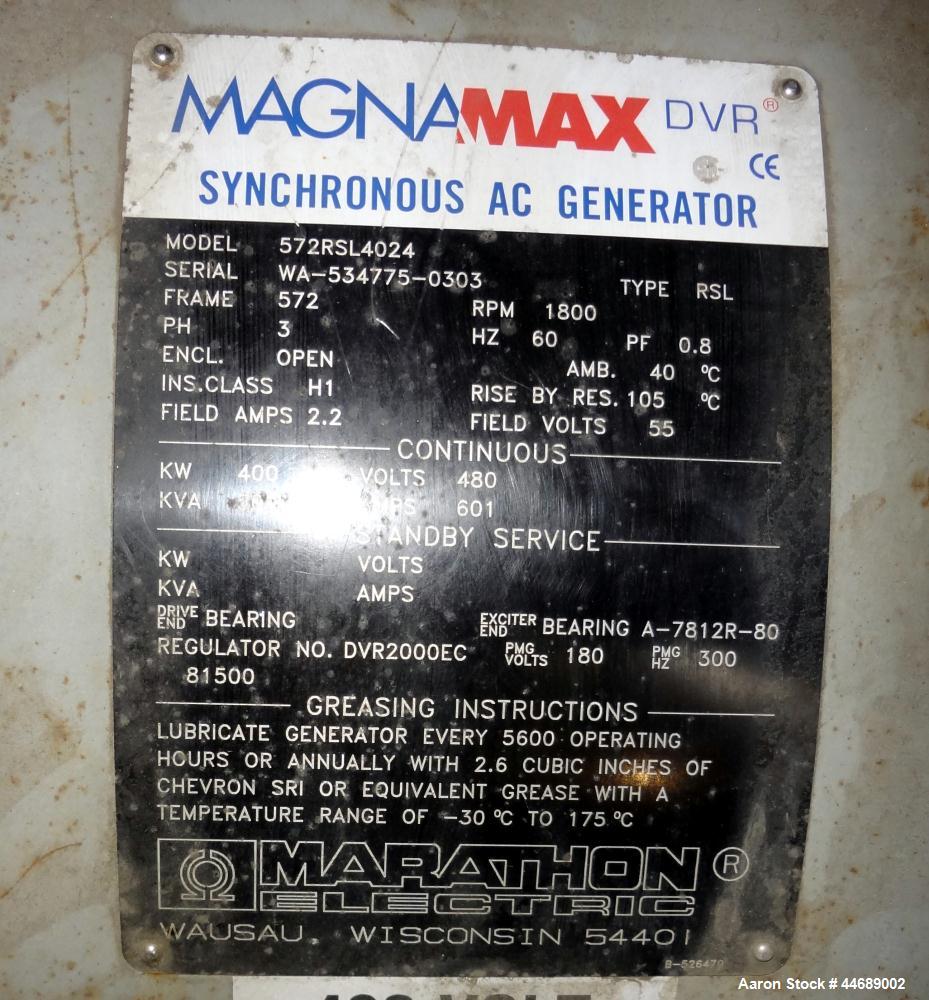 MAGNAMAX DVR®
CE
SYNCHRONOUS AC GENERATOR
MODEL 572RSL4024
SERIAL WA-534775-0303 TYPE RSL
FRAME 572 RPM 1800
PH 3 HZ 60 PF 0.8
ENCL. OPEN AMB. 40 °C
INS.CLASS H1 RISE BY RES. 105 °C
FIELD AMPS 2.2 FIELD VOLTS 55
CONTINUOUS
KW 400 VOLTS 480
KVA AMPS 601
STANDBY SERVICE
KW VOLTS
KVA AMPS
DRIVE END BEARING EXCITER END BEARING A-7812R-80
REGULATOR NO. DVR2000EC PMG VOLTS 180 PMG HZ 300
81500
GREASING INSTRUCTIONS
LUBRICATE GENERATOR EVERY 5600 OPERATING
HOURS OR ANNUALLY WITH 2.6 CUBIC INCHES OF
CHEVRON SRI OR EQUIVALENT GREASE WITH A
TEMPERATURE RANGE OF -30 °C TO 175 °C
MARATHON ®
ELECTRIC
WAUSAU, WISCONSIN 54401
B-526479
VOLT
Aaron Stock # 44689002